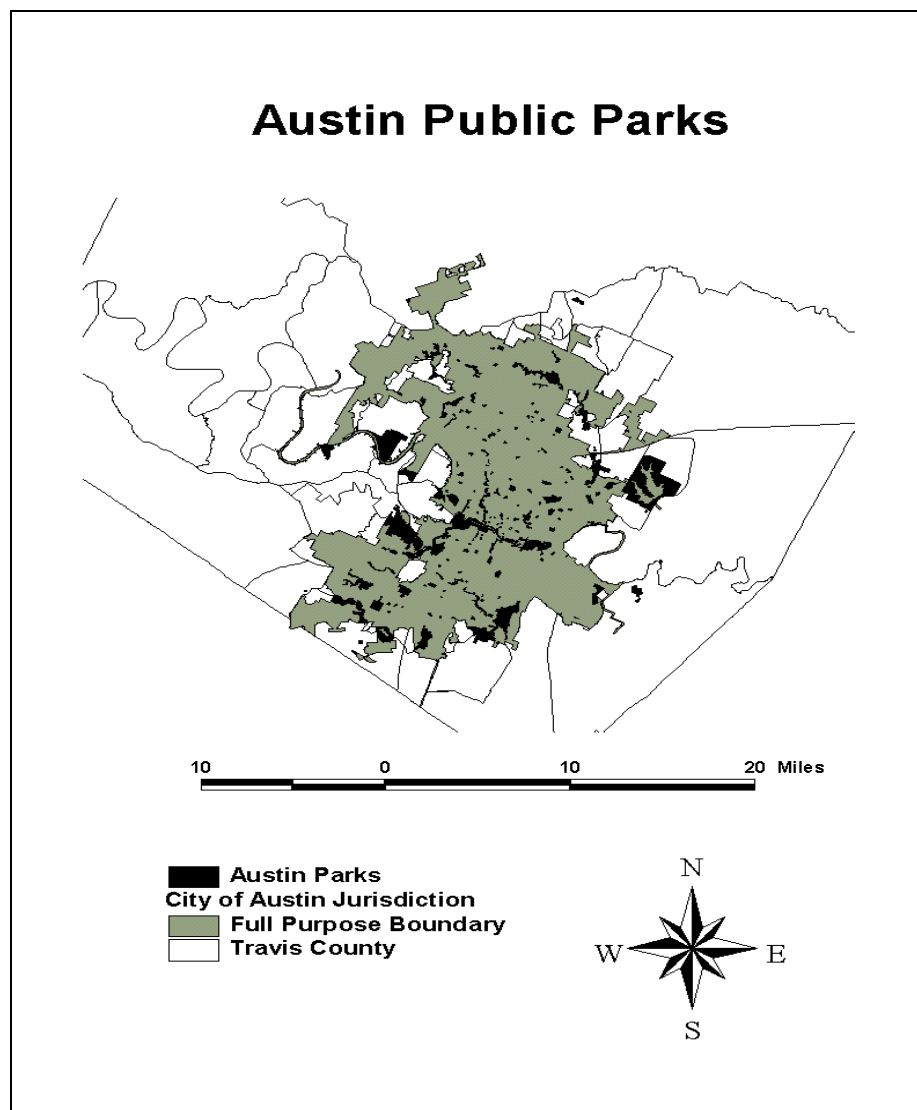 Austin Public Parks
10 0 10 20 Miles
Austin Parks
City of Austin Jurisdiction
Full Purpose Boundary
Travis County
N
W E
S